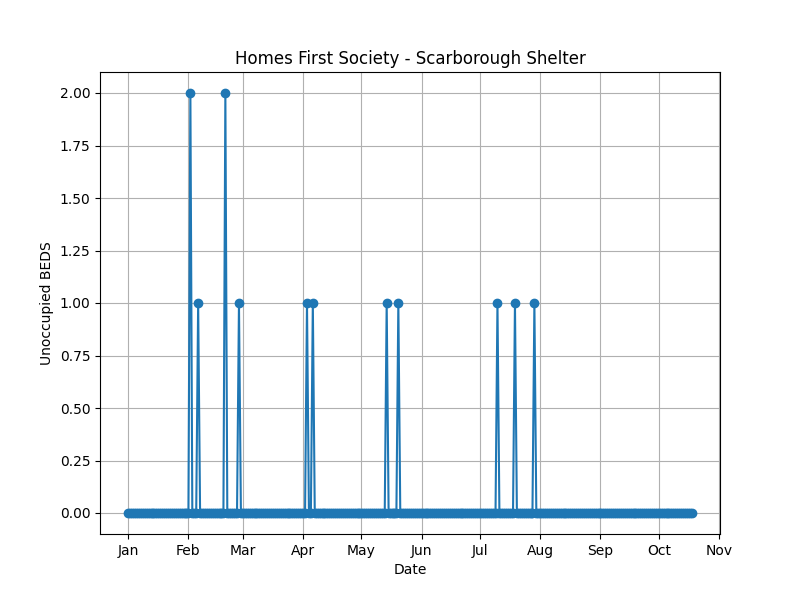 Homes First Society - Scarborough Shelter
2.00
1.75
1.50
1.25
1.00
0.75
0.50
0.25
0.00
Unoccupied BEDS
Jan Feb Mar Apr May Jun Jul Aug Sep Oct Nov
Date